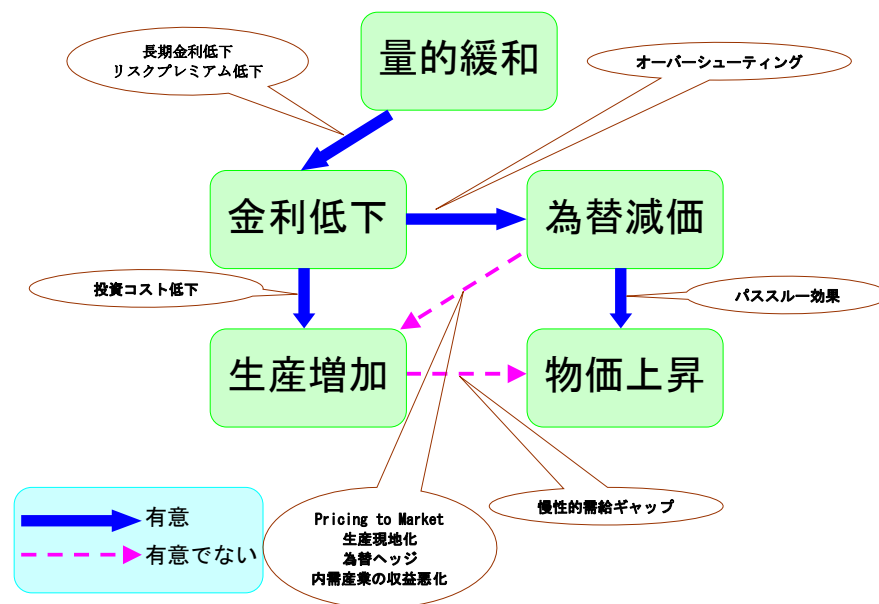 長期金利低下
リスクプレミアム低下
量的緩和
オーバーシューティング
金利低下
為替減価
投資コスト低下
パススルー効果
生産増加
物価上昇
有意
有意でない
Pricing to Market
生産現地化
為替ヘッジ
内需産業の収益悪化
慢性的需給ギャップ